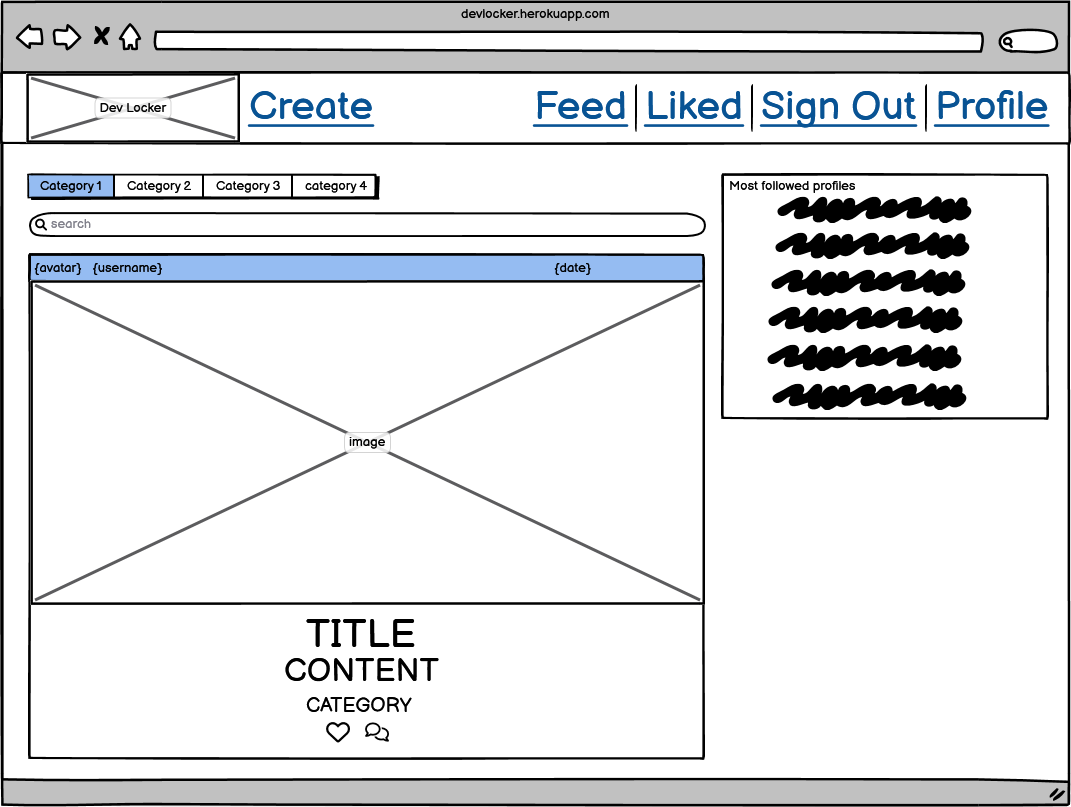 devlocker.herokuapp.com
Dev Locker
Create
Feed Liked Sign Out Profile
Category 1 Category 2 Category 3 category 4
search
{avatar} {username} {date}
image
TITLE
CONTENT
CATEGORY
Most followed profiles